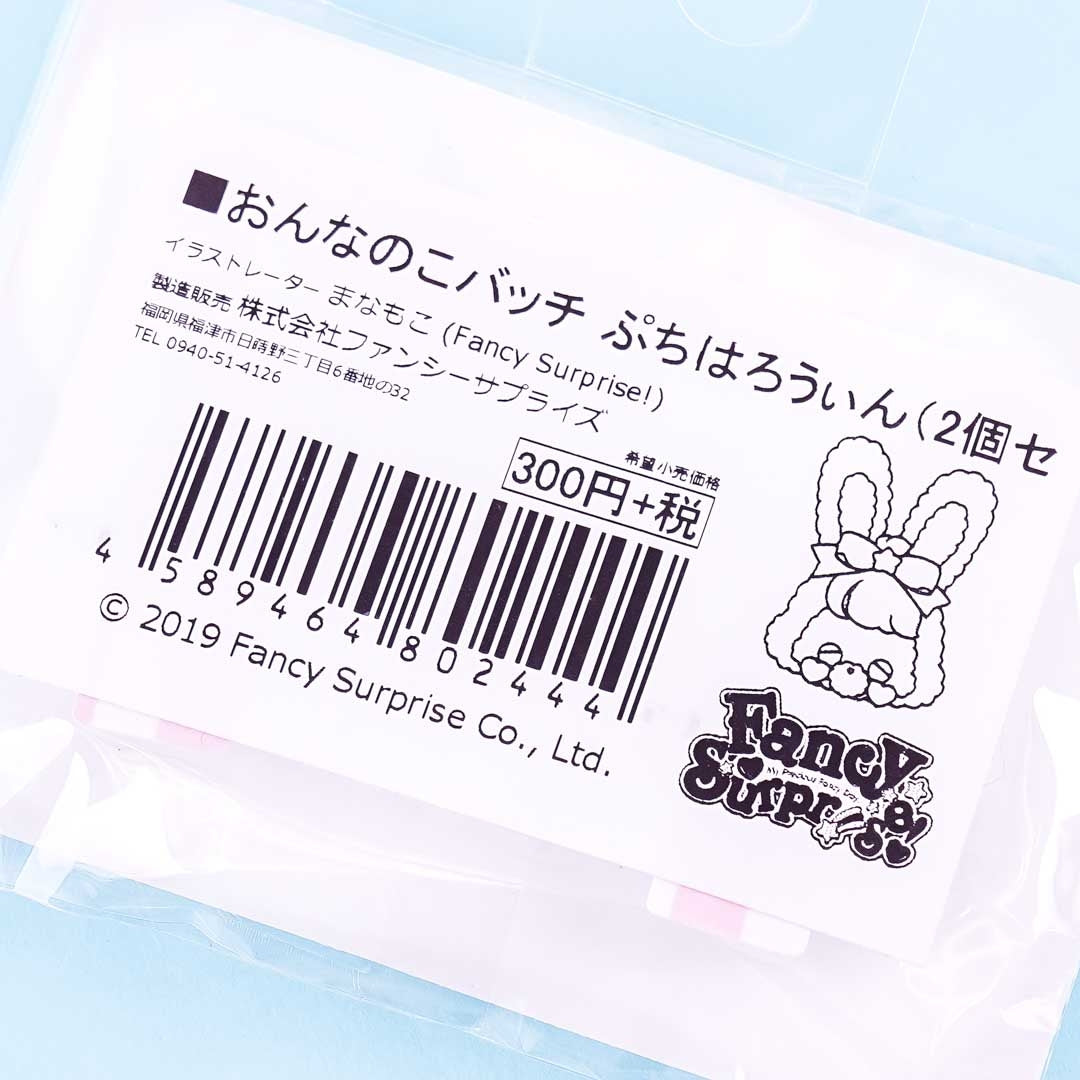 ■おんなのこバッチ ぷちはろうぃん(2個セ
イラストレーター まなもこ (Fancy Surprise!)
製造販売 株式会社ファンシーサプライズ
福岡県福津市日蒔野三丁目6番地の32
TEL 0940-51-4126
希望小売価格
300円+税
4 589464 802444
© 2019 Fancy Surprise Co., Ltd.
Fancy
My Powerful Fancy Day
Surprise!